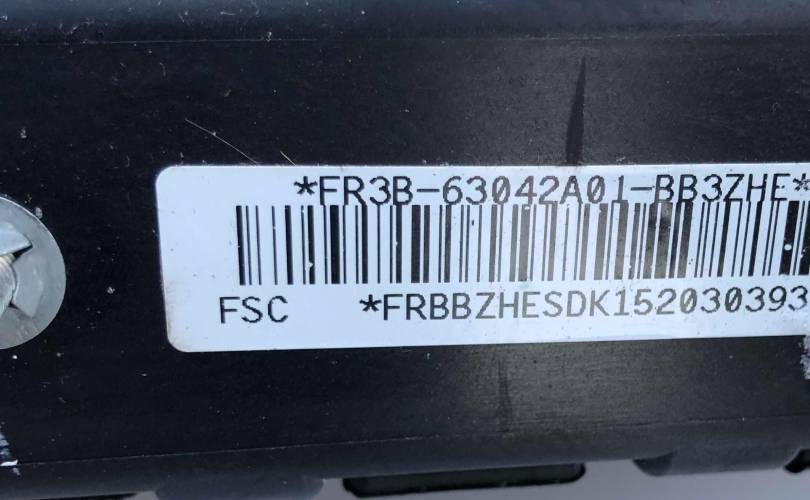 *FR3B-63042A01-BB3ZHE*
FSC *FRBBZHESDK152030393